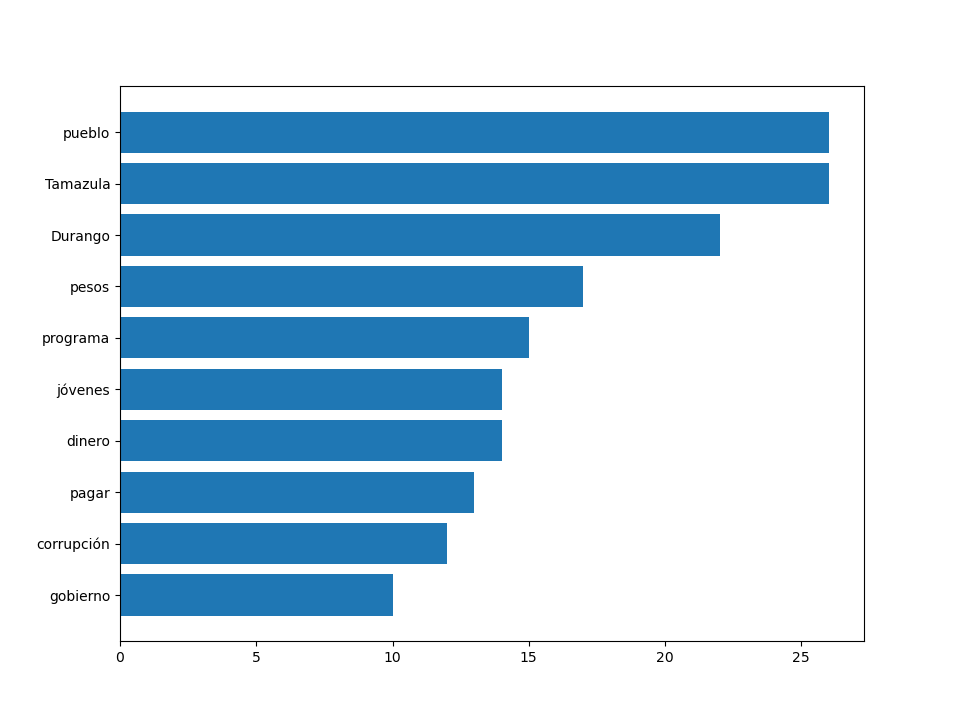 pueblo
Tamazula
Durango
pesos
programa
jóvenes
dinero
pagar
corrupción
gobierno
0 5 10 15 20 25